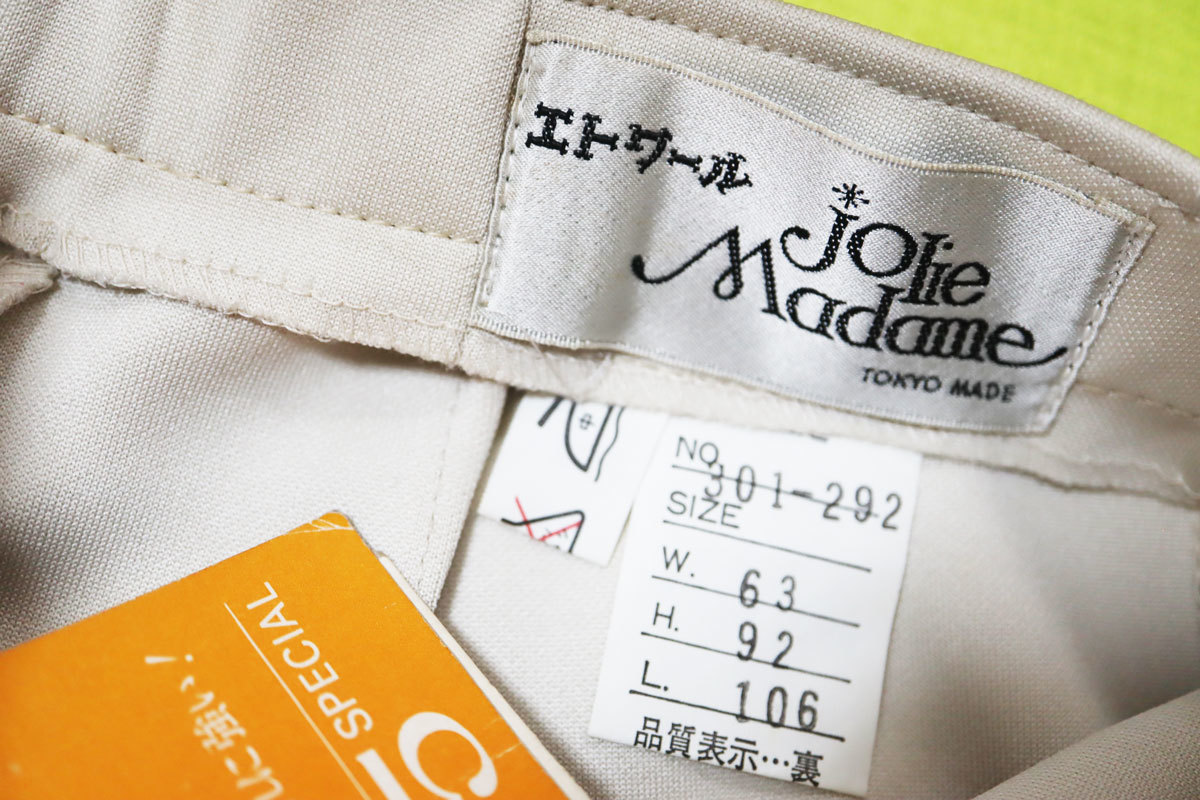 エトワール
jolie
Madame
TOKYO MADE
NO. 301-292
SIZE
W. 63
H. 92
L. 106
品質表示…裏
SPECIAL
に強い!
5